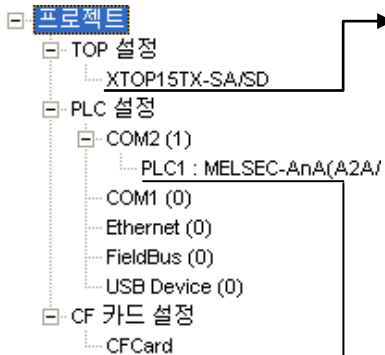 프로젝트
TOP 설정
XTOP15TX-SA/SD
PLC 설정
COM2 (1)
PLC1 : MELSEC-AnA(A2A/
COM1 (0)
Ethernet (0)
FieldBus (0)
USB Device (0)
CF 카드 설정
CFCard